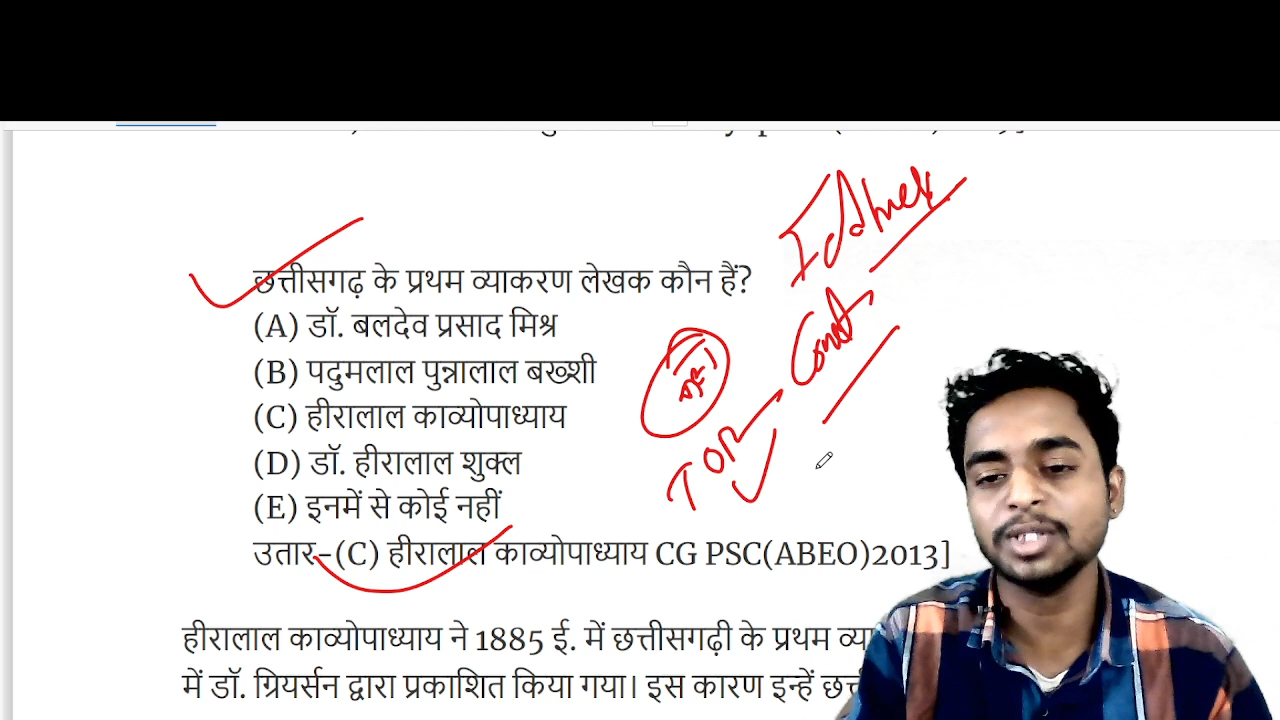 छत्तीसगढ़ के प्रथम व्याकरण लेखक कौन हैं?
(A) डॉ. बलदेव प्रसाद मिश्र
(B) पदुमलाल पुन्नालाल बख्शी
(C) हीरालाल काव्योपाध्याय
(D) डॉ. हीरालाल शुक्ल
(E) इनमें से कोई नहीं
उतार-(C) हीरालाल काव्योपाध्याय CG PSC(ABEO)2013]
हीरालाल काव्योपाध्याय ने 1885 ई. में छत्तीसगढ़ी के प्रथम
में डॉ. ग्रियर्सन द्वारा प्रकाशित किया गया। इस कारण इन्हें